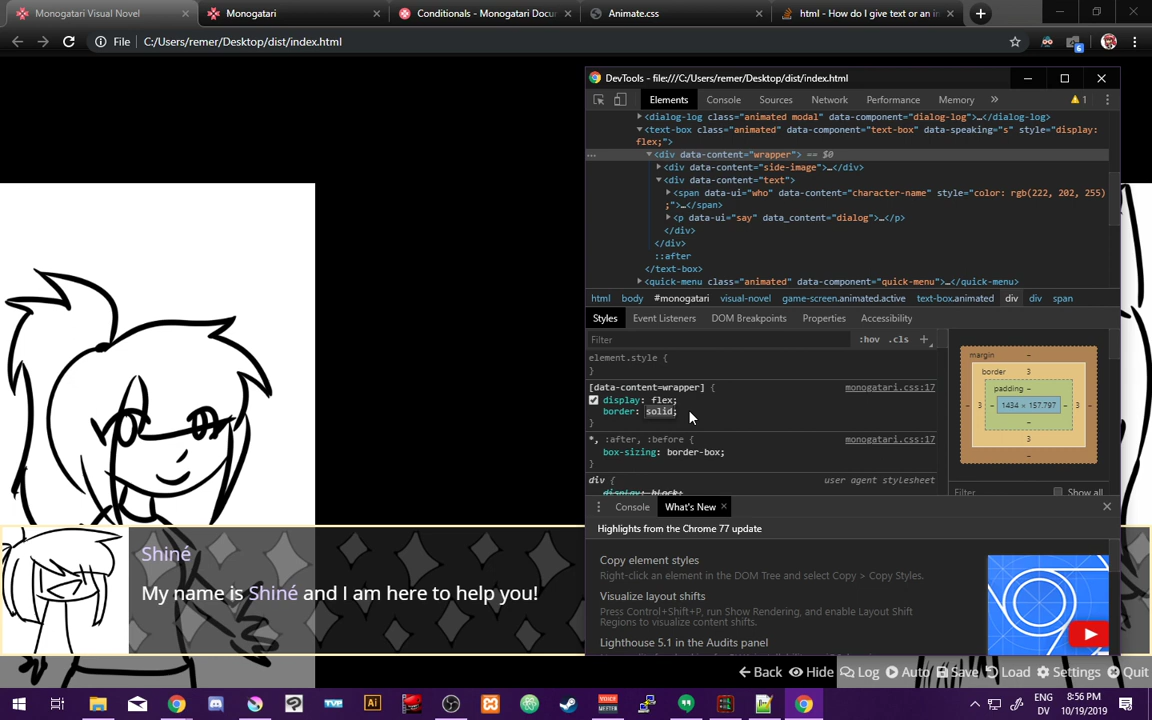 Monogatari Visual Novel
Monogatari
Conditionals - Monogatari Docu
Animate.css
html - How do I give text or an in
File C:/Users/remer/Desktop/dist/index.html
6
DevTools - file:///C:/Users/remer/Desktop/dist/index.html
Elements Console Sources Network Performance Memory » 1
<dialog-log class="animated modal" data-component="dialog-log">…</dialog-log>
<text-box class="animated" data-component="text-box" data-speaking="s" style="display:
flex;">
… <div data-content="wrapper"> == $0
<div data-content="side-image">…</div>
<div data-content="text">
<span data-ui="who" data-content="character-name" style="color: rgb(222, 202, 255)
;">…</span>
<p data-ui="say" data_content="dialog">…</p>
</div>
</div>
::after
</text-box>
<quick-menu class="animated" data-component="quick-menu">…</quick-menu>
html body #monogatari visual-novel game-screen.animated.active text-box.animated div div span
Styles Event Listeners DOM Breakpoints Properties Accessibility
Filter :hov .cls +
element.style {
}
[data-content=wrapper] { monogatari.css:17
display: flex;
border: solid;
}
*, :after, :before { monogatari.css:17
box-sizing: border-box;
}
div { user agent stylesheet
display: block;
margin –
border 3
padding –
– 3 – 1434 × 157.797 – 3 –
–
3
–
Filter Show all
Console What's New
Highlights from the Chrome 77 update
Copy element styles
Right-click an element in the DOM Tree and select Copy > Copy Styles.
Visualize layout shifts
Press Control+Shift+P, run Show Rendering, and enable Layout Shift
Regions to visualize content shifts.
Lighthouse 5.1 in the Audits panel
Shiné
My name is Shiné and I am here to help you!
Back Hide Log Auto Save Load Settings Quit
TVP Ai VOICE MEETER
ENG 8:56 PM
DV 10/19/2019